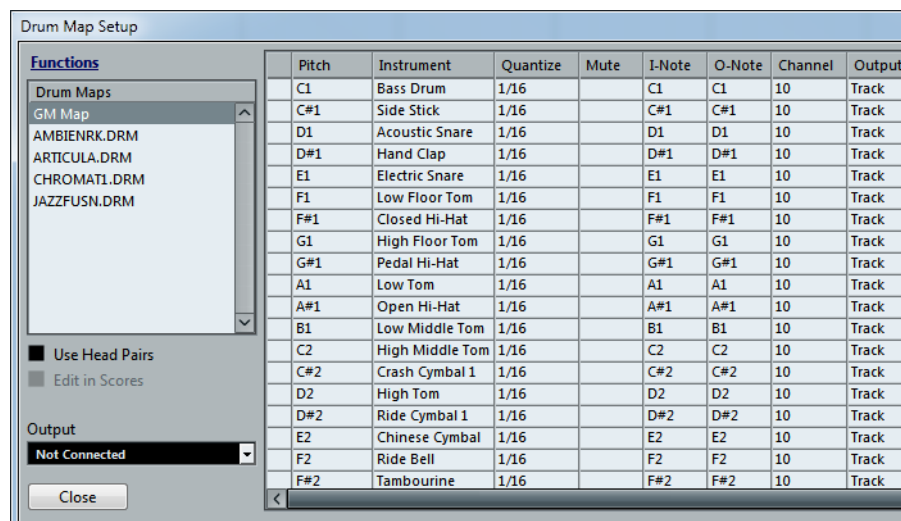 Drum Map Setup
Functions
Drum Maps
GM Map
AMBIENRK.DRM
ARTICULA.DRM
CHROMAT1.DRM
JAZZFUSN.DRM
Use Head Pairs
Edit in Scores
Output
Not Connected
Close
Pitch Instrument Quantize Mute I-Note O-Note Channel Output
C1 Bass Drum 1/16 C1 C1 10 Track
C#1 Side Stick 1/16 C#1 C#1 10 Track
D1 Acoustic Snare 1/16 D1 D1 10 Track
D#1 Hand Clap 1/16 D#1 D#1 10 Track
E1 Electric Snare 1/16 E1 E1 10 Track
F1 Low Floor Tom 1/16 F1 F1 10 Track
F#1 Closed Hi-Hat 1/16 F#1 F#1 10 Track
G1 High Floor Tom 1/16 G1 G1 10 Track
G#1 Pedal Hi-Hat 1/16 G#1 G#1 10 Track
A1 Low Tom 1/16 A1 A1 10 Track
A#1 Open Hi-Hat 1/16 A#1 A#1 10 Track
B1 Low Middle Tom 1/16 B1 B1 10 Track
C2 High Middle Tom 1/16 C2 C2 10 Track
C#2 Crash Cymbal 1 1/16 C#2 C#2 10 Track
D2 High Tom 1/16 D2 D2 10 Track
D#2 Ride Cymbal 1 1/16 D#2 D#2 10 Track
E2 Chinese Cymbal 1/16 E2 E2 10 Track
F2 Ride Bell 1/16 F2 F2 10 Track
F#2 Tambourine 1/16 F#2 F#2 10 Track